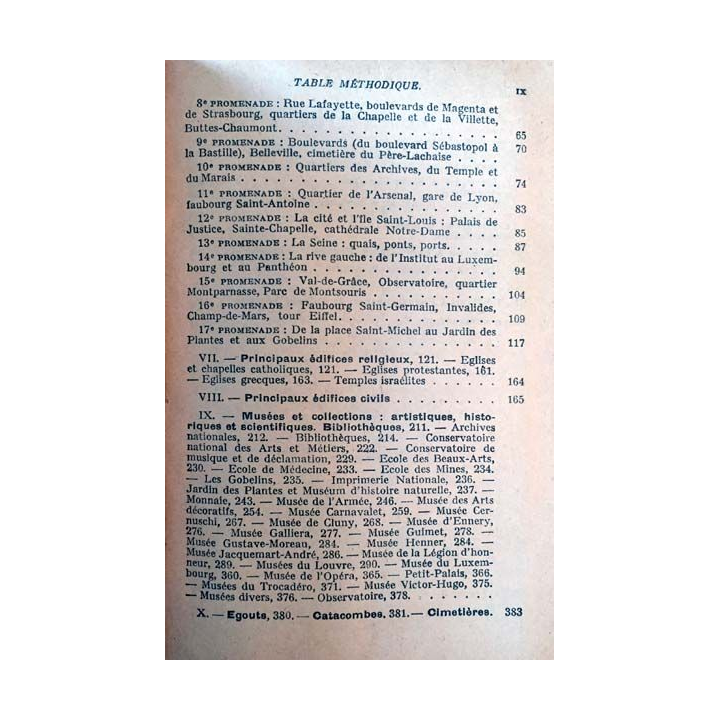 TABLE MÉTHODIQUE.
IX
8e PROMENADE : Rue Lafayette, boulevards de Magenta et
de Strasbourg, quartiers de la Chapelle et de la Villette,
Buttes-Chaumont. . . . . . . . . . . . . . . 65
9e PROMENADE : Boulevards (du boulevard Sébastopol à
la Bastille), Belleville, cimetière du Père-Lachaise . . . . 70
10e PROMENADE : Quartiers des Archives, du Temple et
du Marais . . . . . . . . . . . . . . . . . 74
11e PROMENADE : Quartier de l'Arsenal, gare de Lyon,
faubourg Saint-Antoine . . . . . . . . . . . . 83
12e PROMENADE : La cité et l'île Saint-Louis : Palais de
Justice, Sainte-Chapelle, cathédrale Notre-Dame . . . . 85
13e PROMENADE : La Seine : quais, ponts, ports. . . . . 87
14e PROMENADE : La rive gauche : de l'Institut au Luxem-
bourg et au Panthéon . . . . . . . . . . . . . 94
15e PROMENADE : Val-de-Grâce, Observatoire, quartier
Montparnasse, Parc de Montsouris . . . . . . . . . 104
16e PROMENADE : Faubourg Saint-Germain, Invalides,
Champ-de-Mars, tour Eiffel. . . . . . . . . . . . 109
17e PROMENADE : De la place Saint-Michel au Jardin des
Plantes et aux Gobelins . . . . . . . . . . . . 117
VII. — Principaux édifices religieux, 121. — Eglises
et chapelles catholiques, 121. — Eglises protestantes, 161.
— Eglises grecques, 163. — Temples israélites . . . . . 164
VIII. — Principaux édifices civils . . . . . . . . . 165
IX. — Musées et collections : artistiques, histo-
riques et scientifiques. Bibliothèques, 211. — Archives
nationales, 212. — Bibliothèques, 214. — Conservatoire
national des Arts et Métiers, 222. — Conservatoire de
musique et de déclamation, 229. — Ecole des Beaux-Arts,
230. — Ecole de Médecine, 233. — Ecole des Mines, 234.
— Les Gobelins, 235. — Imprimerie Nationale, 236. —
Jardin des Plantes et Muséum d'histoire naturelle, 237. —
Monnaie, 243. — Musée de l'Armée, 246. — Musée des Arts
décoratifs, 254. — Musée Carnavalet, 259. — Musée Cer-
nuschi, 267. — Musée de Cluny, 268. — Musée d'Ennery,
276. — Musée Galliera, 277. — Musée Guimet, 278. —
Musée Gustave-Moreau, 284. — Musée Henner, 284. —
Musée Jacquemart-André, 286. — Musée de la Légion d'hon-
neur, 289. — Musées du Louvre, 290. — Musée du Luxem-
bourg, 360. — Musée de l'Opéra, 365. — Petit-Palais, 366.
— Musées du Trocadéro, 371. — Musée Victor-Hugo, 375.
— Musées divers, 376. — Observatoire, 378. . . . . . .
X. — Egouts, 380. — Catacombes, 381. — Cimetières. 383